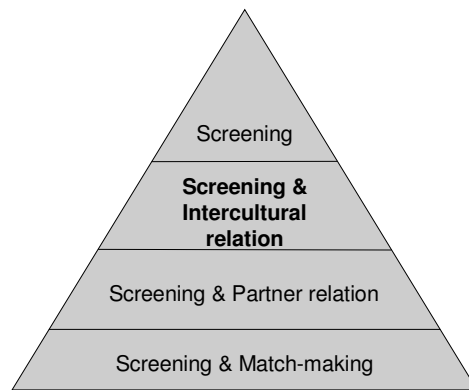 Screening
Screening &
Intercultural
relation
Screening & Partner relation
Screening & Match-making